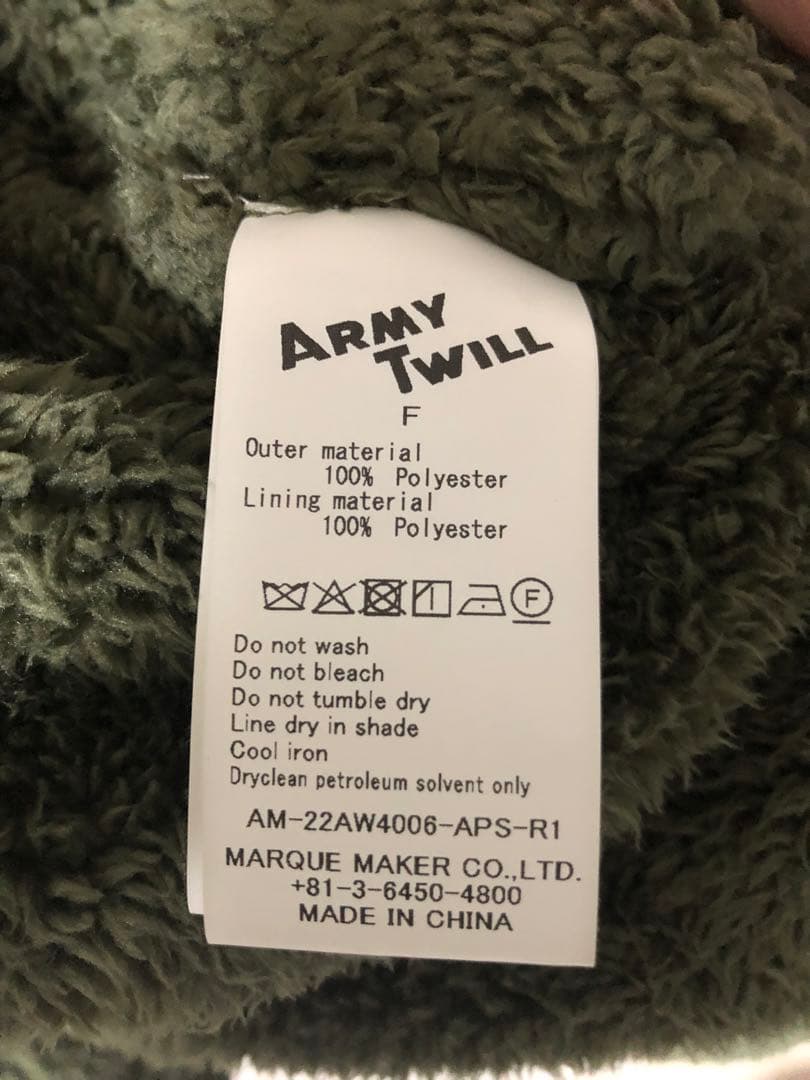 ARMY
TWILL
F
Outer material
100% Polyester
Lining material
100% Polyester
F
Do not wash
Do not bleach
Do not tumble dry
Line dry in shade
Cool iron
Dryclean petroleum solvent only
AM-22AW4006-APS-R1
MARQUE MAKER CO.,LTD.
+81-3-6450-4800
MADE IN CHINA